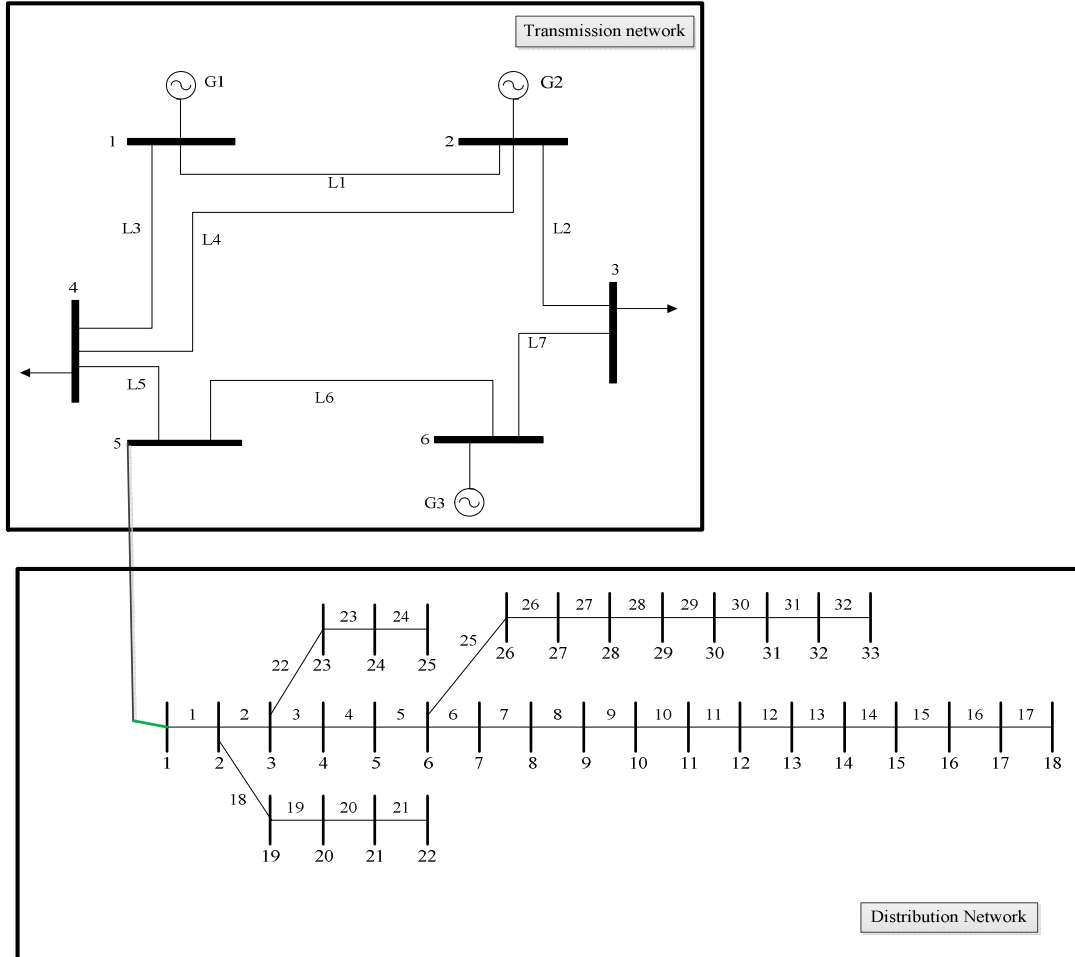 Transmission network
G1
G2
1
2
L1
L3
L4
L2
3
4
L7
L5
L6
5
6
G3
26 27 28 29 30 31 32
23 24
25
26 27 28 29 30 31 32 33
22
23 24 25
1 2 3 4 5 6 7 8 9 10 11 12 13 14 15 16 17
1 2 3 4 5 6 7 8 9 10 11 12 13 14 15 16 17 18
18
19 20 21
19 20 21 22
Distribution Network